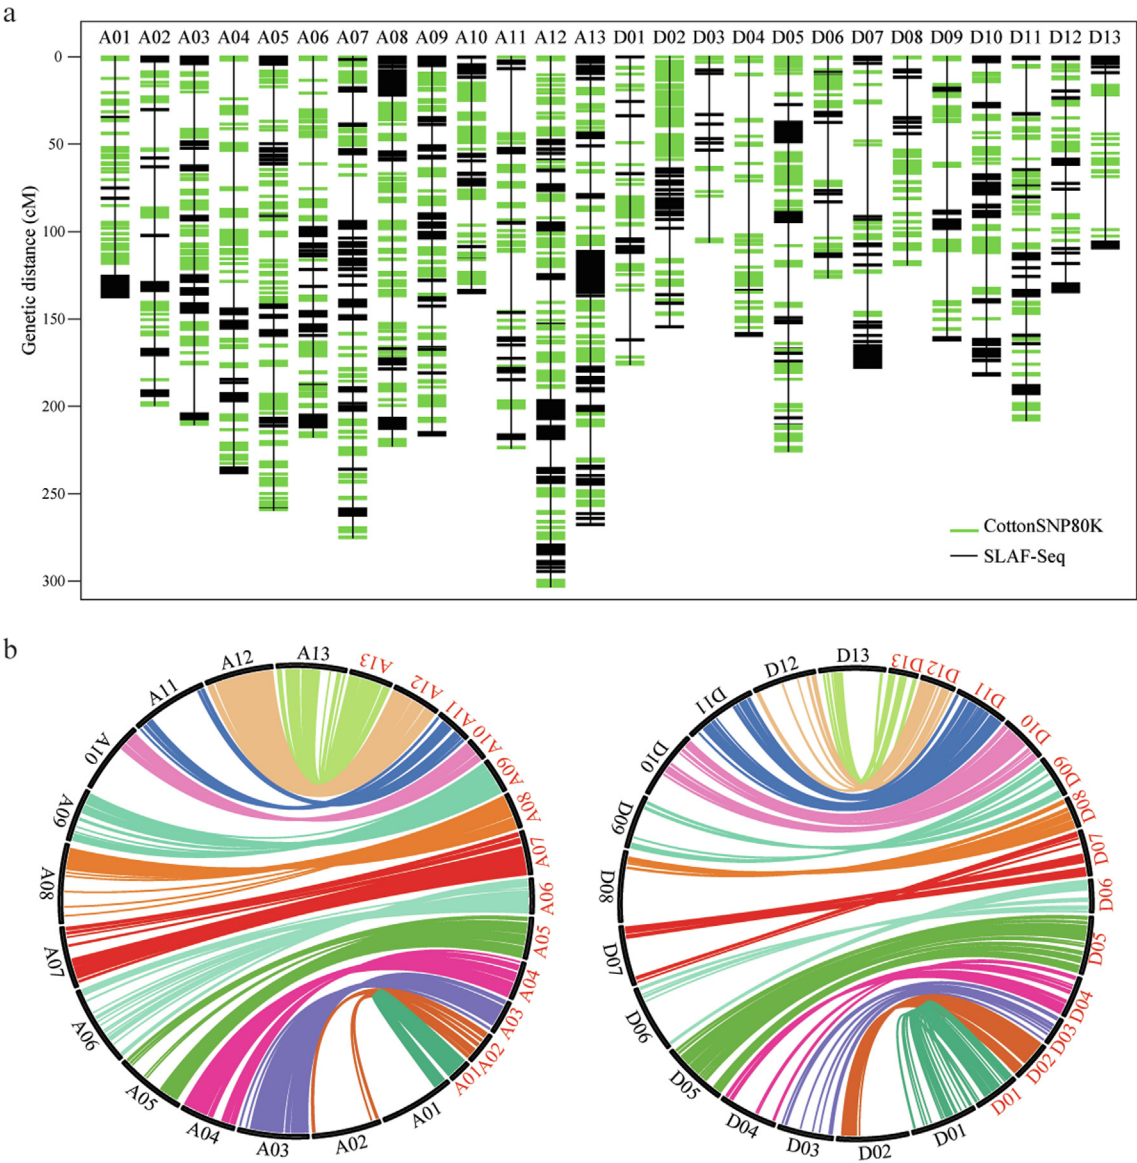 a
A01 A02 A03 A04 A05 A06 A07 A08 A09 A10 A11 A12 A13 D01 D02 D03 D04 D05 D06 D07 D08 D09 D10 D11 D12 D13
0
50
100
150
200
250
300
Genetic distance (cM)
CottonSNP80K
SLAF-Seq
b
A13
A13
A12
A12
A11
A11
A10
A10
A09
A09
A08
A08
A07
A07
A06
A06
A05
A05
A04
A04
A03
A03
A02
A02
A01
A01
D13
D13
D12
D12
D11
D11
D10
D10
D09
D09
D08
D08
D07
D07
D06
D06
D05
D05
D04
D04
D03
D03
D02
D02
D01
D01